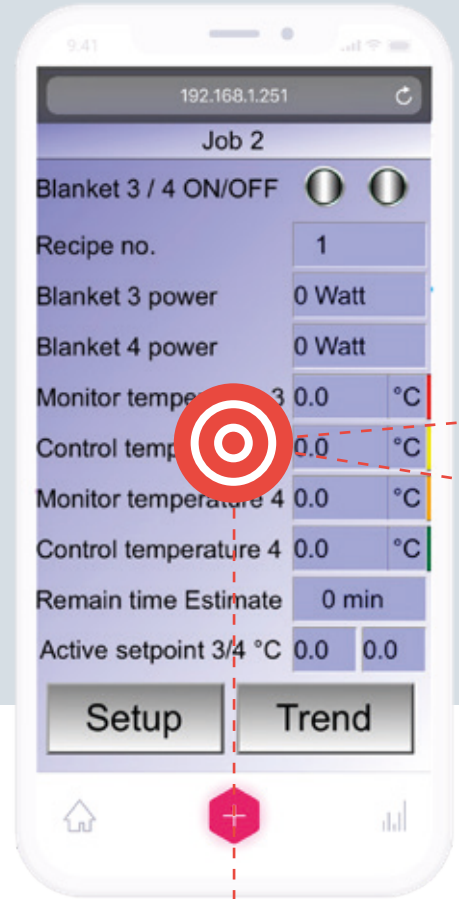 9:41
192.168.1.251
Job 2
Blanket 3 / 4 ON/OFF
Recipe no. 1
Blanket 3 power 0 Watt
Blanket 4 power 0 Watt
Monitor 3 0.0 °C
Control 0.0 °C
Monitor temperature 4 0.0 °C
Control temperature 4 0.0 °C
Remain time Estimate 0 min
Active setpoint 3/4 °C 0.0 0.0
Setup Trend